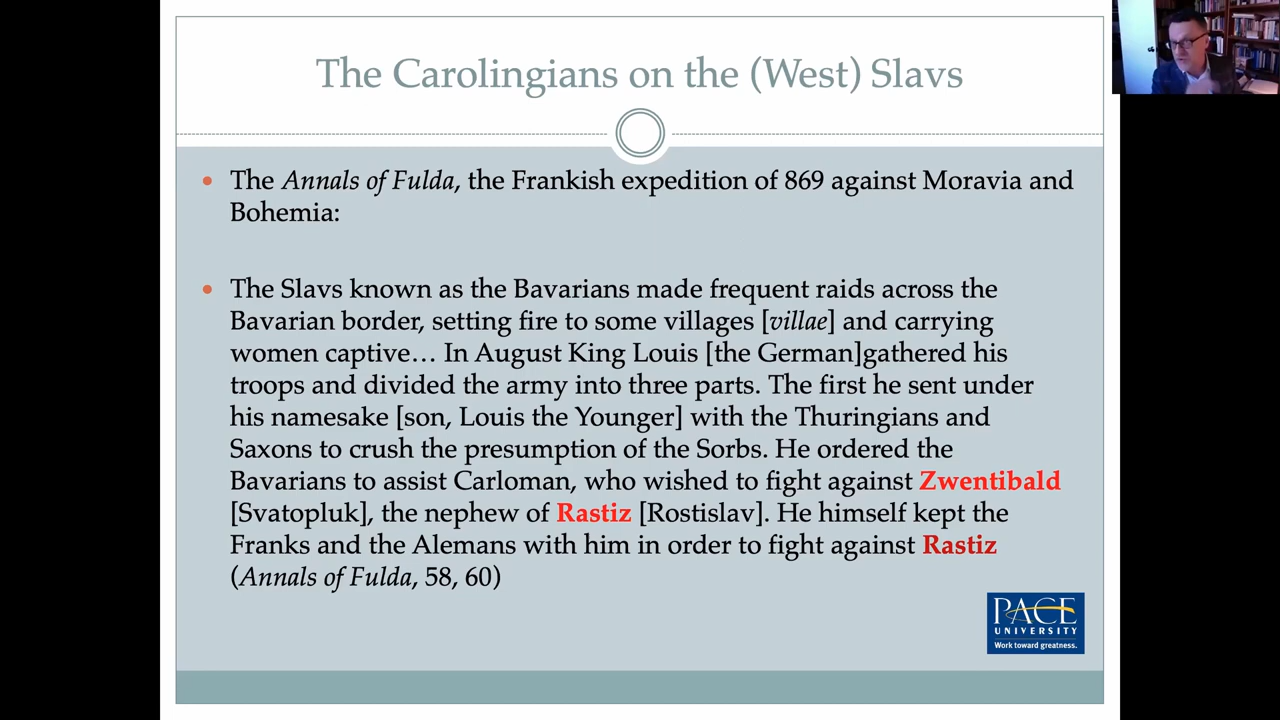 The Carolingians on the (West) Slavs
• The Annals of Fulda, the Frankish expedition of 869 against Moravia and
Bohemia:
• The Slavs known as the Bavarians made frequent raids across the
Bavarian border, setting fire to some villages [villae] and carrying
women captive… In August King Louis [the German]gathered his
troops and divided the army into three parts. The first he sent under
his namesake [son, Louis the Younger] with the Thuringians and
Saxons to crush the presumption of the Sorbs. He ordered the
Bavarians to assist Carloman, who wished to fight against Zwentibald
[Svatopluk], the nephew of Rastiz [Rostislav]. He himself kept the
Franks and the Alemans with him in order to fight against Rastiz
(Annals of Fulda, 58, 60)
PACE
UNIVERSITY
Work toward greatness.